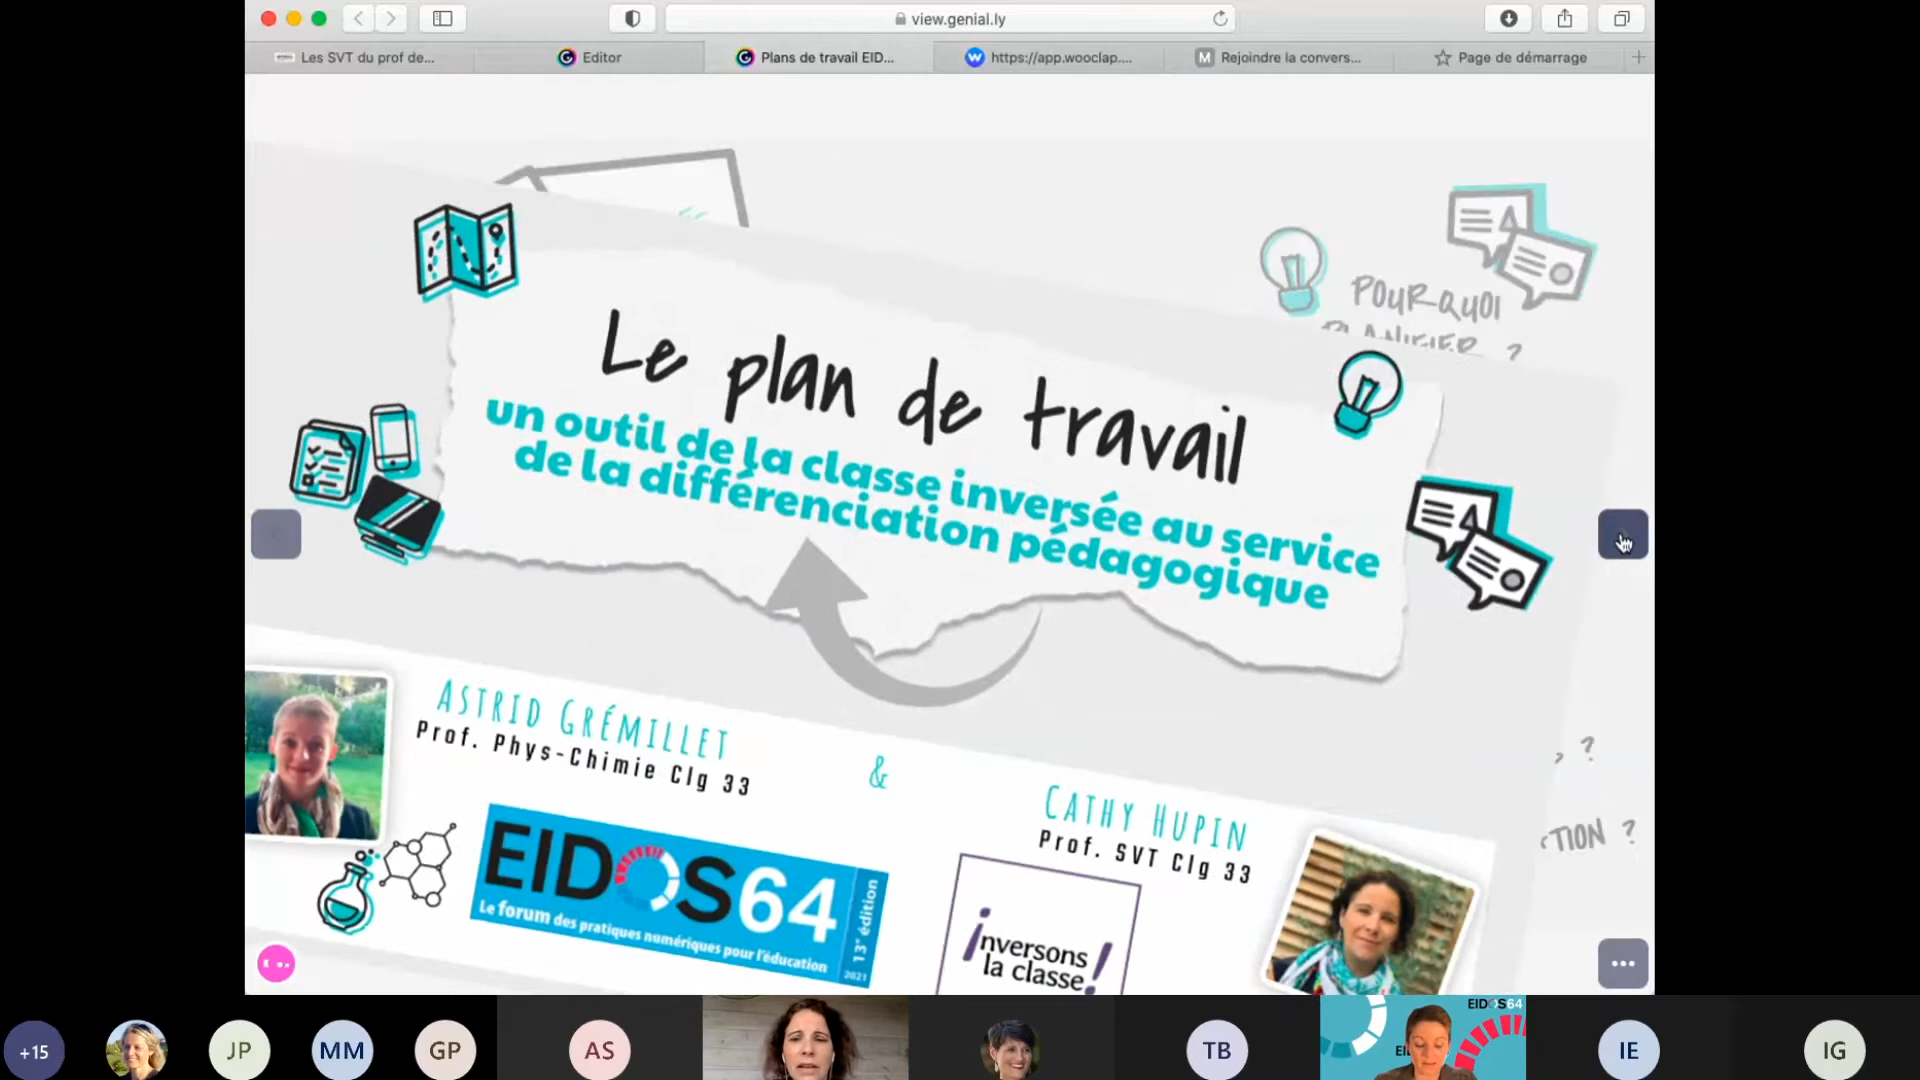 view.genial.ly
Les SVT du prof de...
Editor
Plans de travail EID...
https://app.wooclap....
Rejoindre la convers...
Page de démarrage
POURQUOI
PLANIFIER ?
Le plan de travail
un outil de la classe inversée au service
de la différenciation pédagogique
?
CTION ?
Astrid Grémillet
Prof. Phys-Chimie Clg 33
&
Cathy Hupin
Prof. SVT Clg 33
EIDOS64
Le forum des pratiques numériques pour l'éducation
13e édition
2021
¡nversons
la classe!
+15
JP
MM
GP
AS
TB
EIDOS64
IE
IG